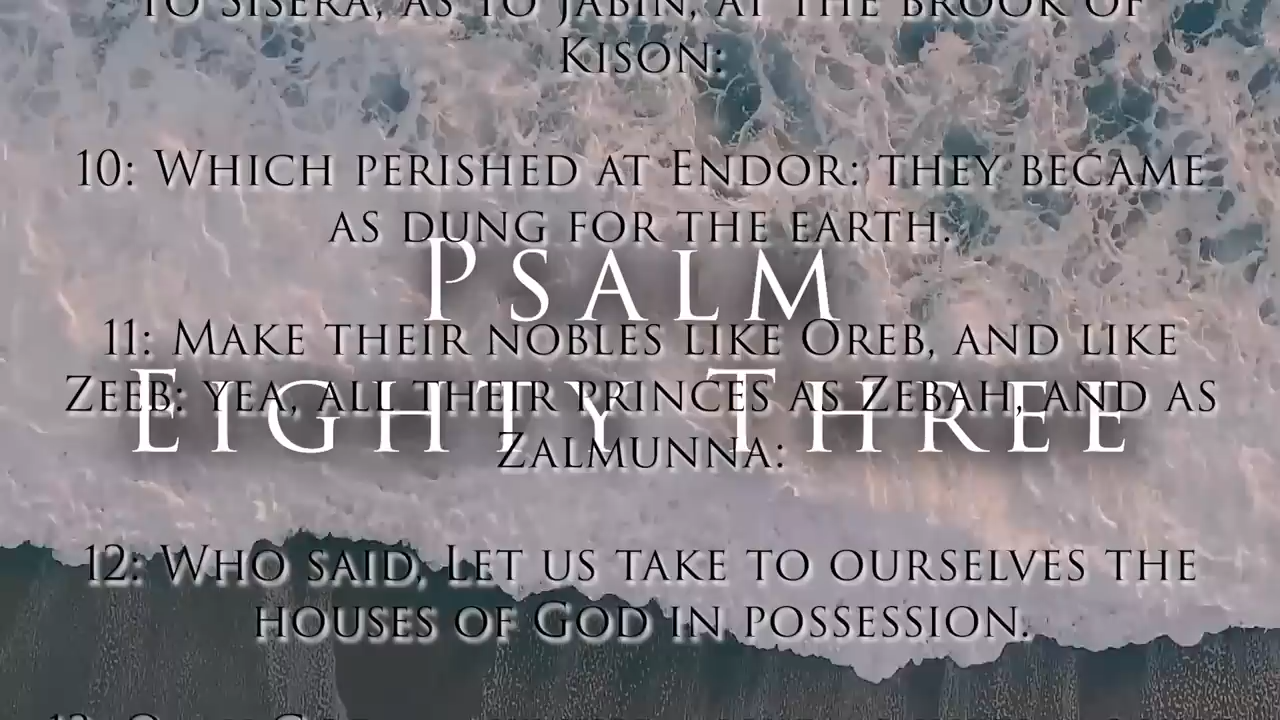 to Sisera, as to Jabin, at the brook of
Kison:
10: Which perished at Endor: they became
as dung for the earth.
Psalm
11: Make their nobles like Oreb, and like
Zeeb: yea, all their princes as Zebah, and as
Eighty Three
Zalmunna:
12: Who said, Let us take to ourselves the
houses of God in possession.